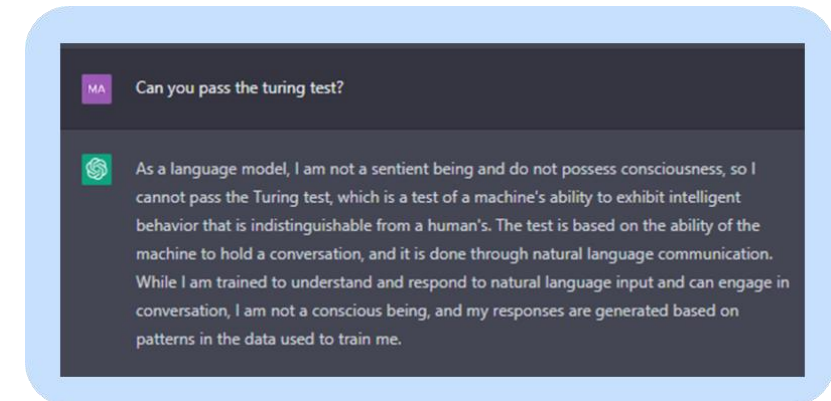 MA
Can you pass the turing test?
As a language model, I am not a sentient being and do not possess consciousness, so I
cannot pass the Turing test, which is a test of a machine's ability to exhibit intelligent
behavior that is indistinguishable from a human's. The test is based on the ability of the
machine to hold a conversation, and it is done through natural language communication.
While I am trained to understand and respond to natural language input and can engage in
conversation, I am not a conscious being, and my responses are generated based on
patterns in the data used to train me.